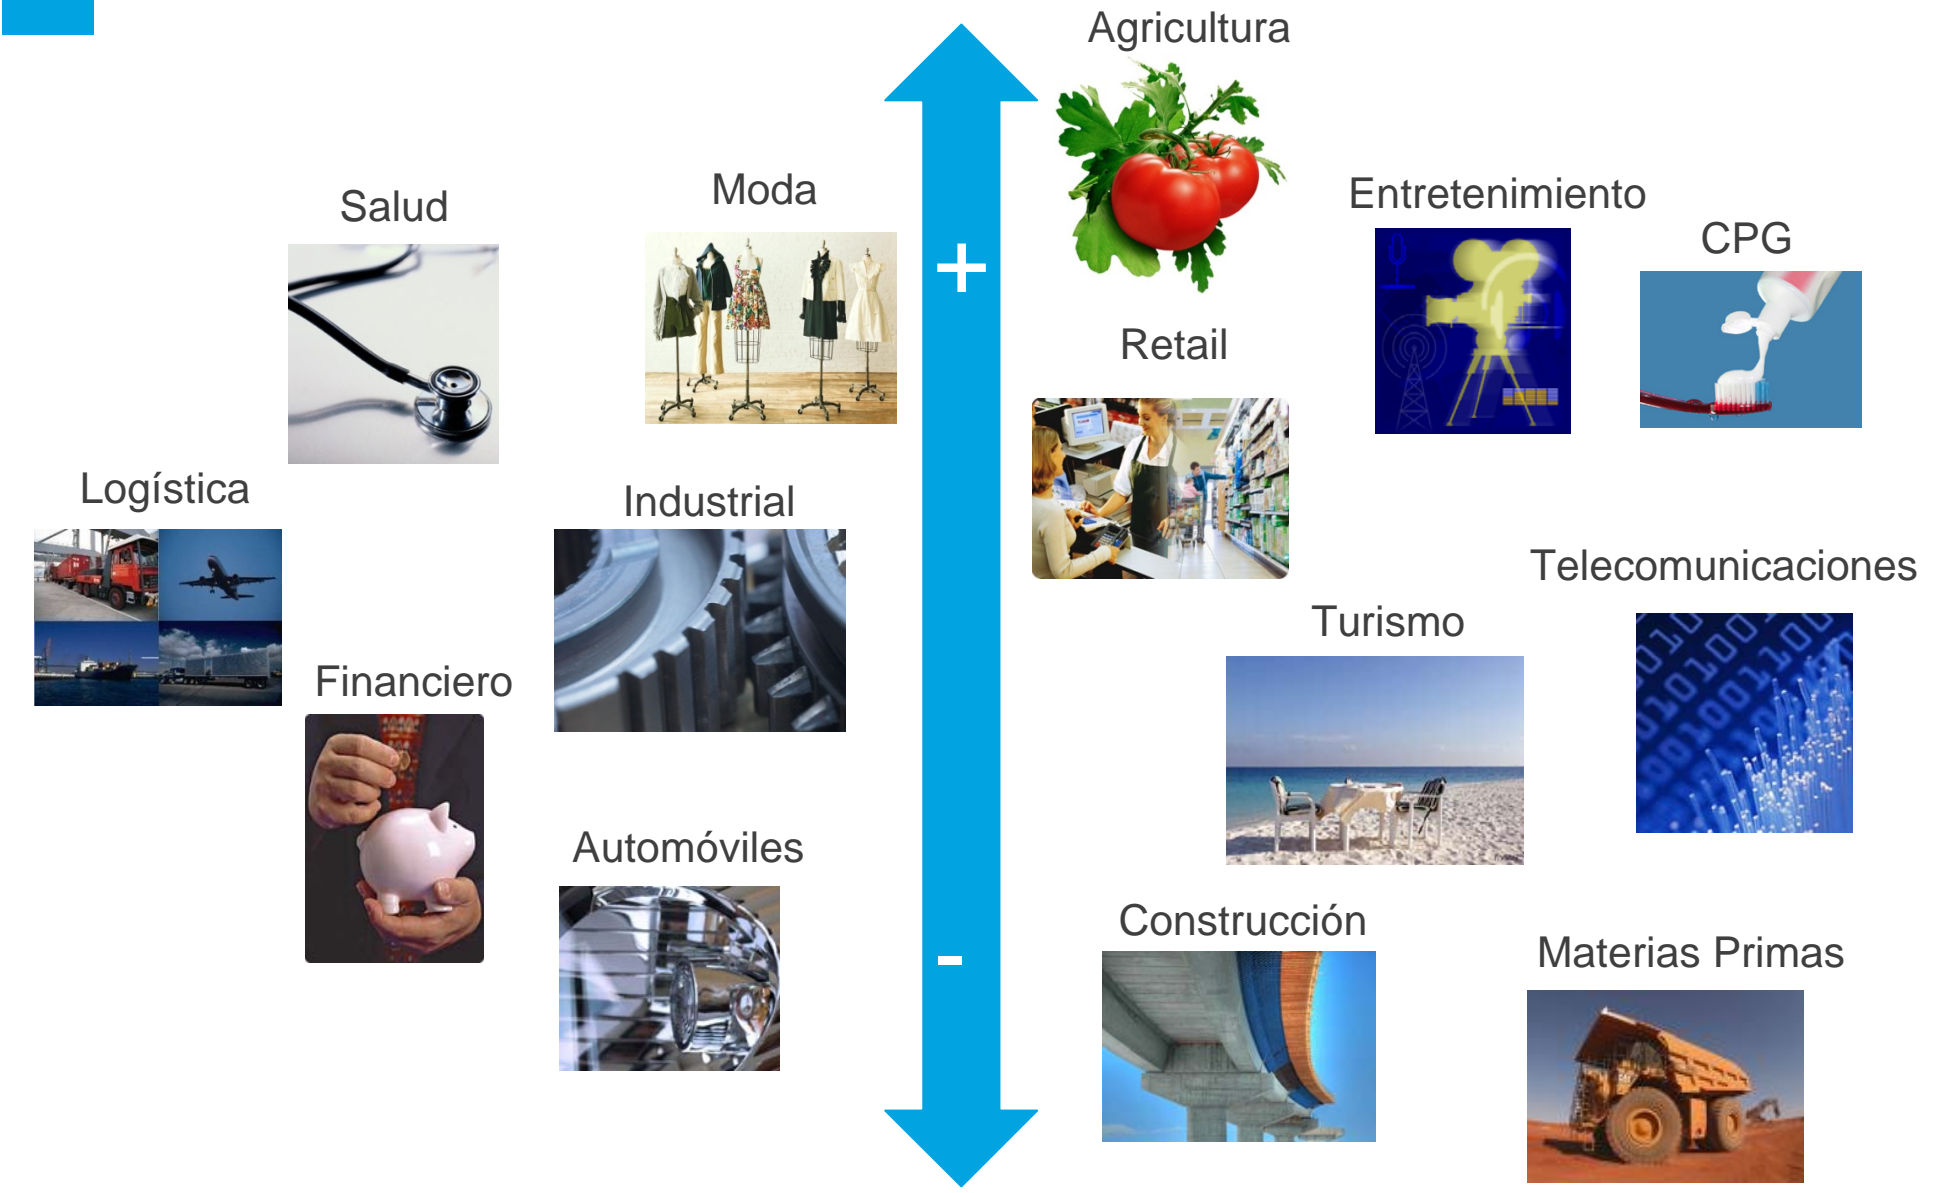 Agricultura
Salud
Moda
Entretenimiento
CPG
+
Retail
Logística
Industrial
Telecomunicaciones
Turismo
Financiero
Automóviles
Construcción
Materias Primas
-